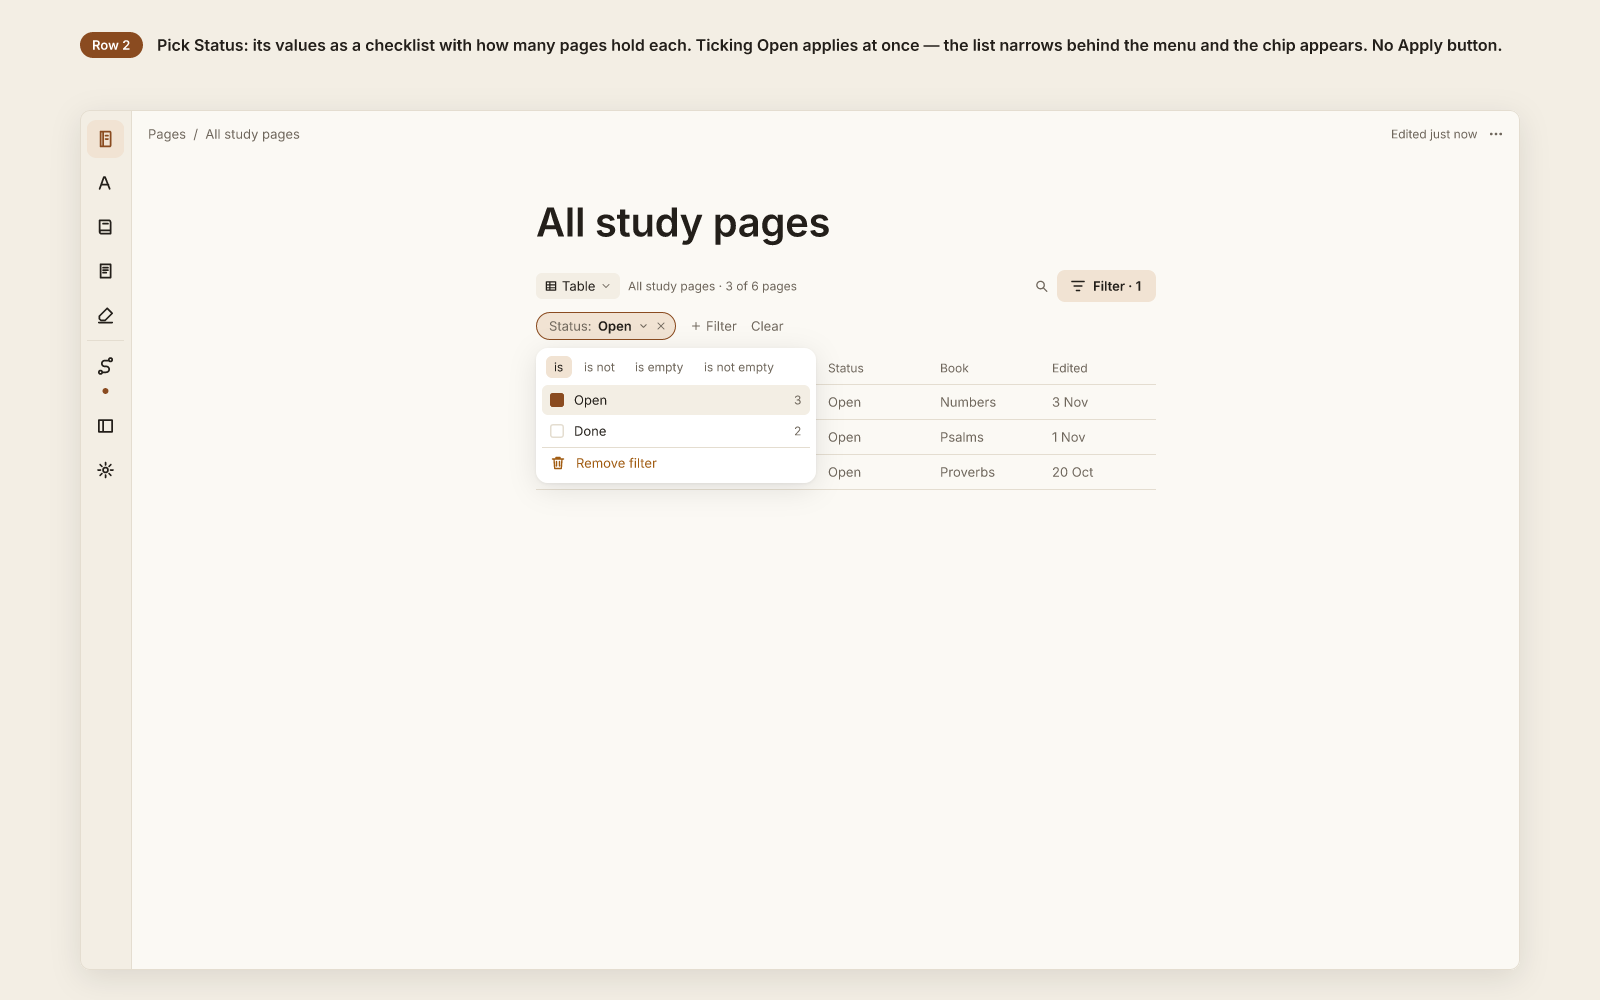 Row 2
Pick Status: its values as a checklist with how many pages hold each. Ticking Open applies at once — the list narrows behind the menu and the chip appears. No Apply button.
Pages / All study pages
Edited just now
All study pages
Table
All study pages · 3 of 6 pages
Filter · 1
Status: Open
+ Filter
Clear
is
is not
is empty
is not empty
Status
Book
Edited
Open 3
Open
Numbers
3 Nov
Done 2
Open
Psalms
1 Nov
Remove filter
Open
Proverbs
20 Oct